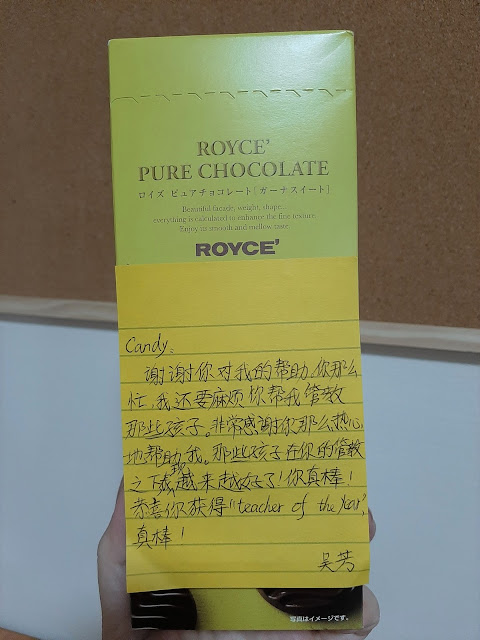 ROYCE'
PURE CHOCOLATE
ロイズ ピュアチョコレート[ガーナスイート]
Beautiful facade, weight, shape...
everything is calculated to enhance the fine texture.
Enjoy its smooth and mellow taste.
ROYCE'
Candy,
谢谢你对我的帮助。你那么
忙,我还要麻烦你帮我管教
那些孩子。非常感谢你那么热心
地帮助我。那些孩子在你的管教
之下表现越来越好了!你真棒!
恭喜你获得"teacher of the Year",
真棒!
吴芳
写真はイメージです。